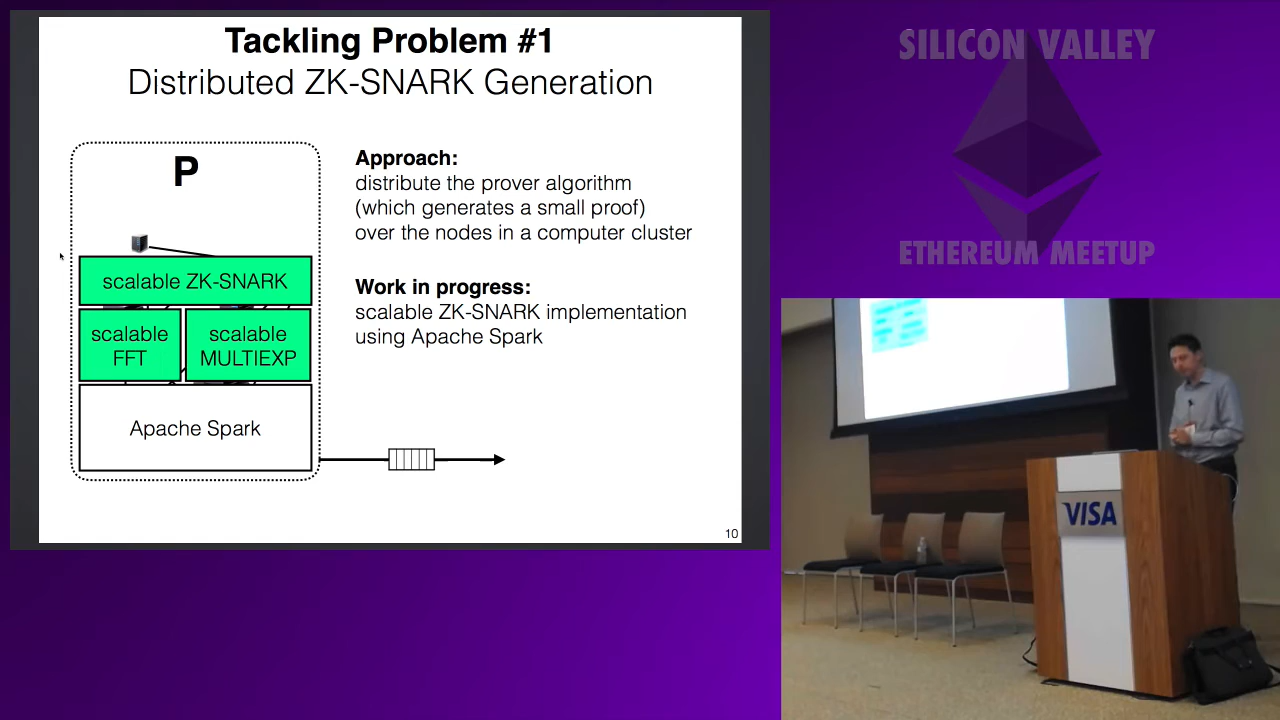 Tackling Problem #1
Distributed ZK-SNARK Generation
P
scalable ZK-SNARK
scalable
FFT
scalable
MULTIEXP
Apache Spark
Approach:
distribute the prover algorithm
(which generates a small proof)
over the nodes in a computer cluster
Work in progress:
scalable ZK-SNARK implementation
using Apache Spark
10
SILICON VALLEY
ETHEREUM MEETUP
VISA